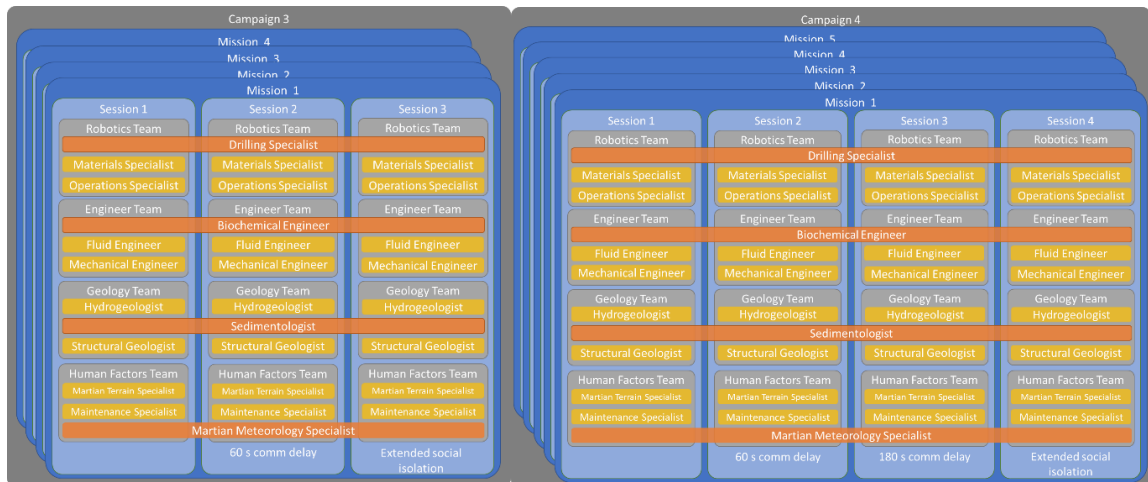 Campaign 3
Mission 4
Mission 3
Mission 2
Mission 1
Session 1
Session 2
Session 3
Robotics Team
Robotics Team
Robotics Team
Drilling Specialist
Materials Specialist
Materials Specialist
Materials Specialist
Operations Specialist
Operations Specialist
Operations Specialist
Engineer Team
Engineer Team
Engineer Team
Biochemical Engineer
Fluid Engineer
Fluid Engineer
Fluid Engineer
Mechanical Engineer
Mechanical Engineer
Mechanical Engineer
Geology Team
Geology Team
Geology Team
Hydrogeologist
Hydrogeologist
Hydrogeologist
Sedimentologist
Structural Geologist
Structural Geologist
Structural Geologist
Human Factors Team
Human Factors Team
Human Factors Team
Martian Terrain Specialist
Martian Terrain Specialist
Martian Terrain Specialist
Maintenance Specialist
Maintenance Specialist
Maintenance Specialist
Martian Meteorology Specialist
60 s comm delay
Extended social
isolation
Campaign 4
Mission 5
Mission 4
Mission 3
Mission 2
Mission 1
Session 1
Session 2
Session 3
Session 4
Robotics Team
Robotics Team
Robotics Team
Robotics Team
Drilling Specialist
Materials Specialist
Materials Specialist
Materials Specialist
Materials Specialist
Operations Specialist
Operations Specialist
Operations Specialist
Operations Specialist
Engineer Team
Engineer Team
Engineer Team
Engineer Team
Biochemical Engineer
Fluid Engineer
Fluid Engineer
Fluid Engineer
Fluid Engineer
Mechanical Engineer
Mechanical Engineer
Mechanical Engineer
Mechanical Engineer
Geology Team
Geology Team
Geology Team
Geology Team
Hydrogeologist
Hydrogeologist
Hydrogeologist
Hydrogeologist
Sedimentologist
Structural Geologist
Structural Geologist
Structural Geologist
Structural Geologist
Human Factors Team
Human Factors Team
Human Factors Team
Human Factors Team
Martian Terrain Specialist
Martian Terrain Specialist
Martian Terrain Specialist
Martian Terrain Specialist
Maintenance Specialist
Maintenance Specialist
Maintenance Specialist
Maintenance Specialist
Martian Meteorology Specialist
60 s comm delay
180 s comm delay
Extended social
isolation